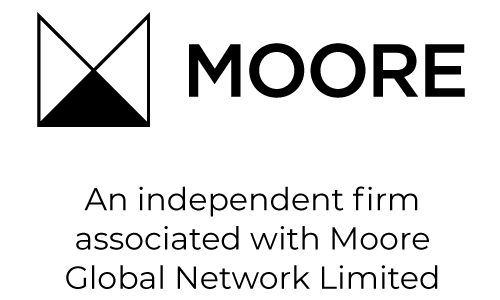 MOORE
An independent firm
associated with Moore
Global Network Limited